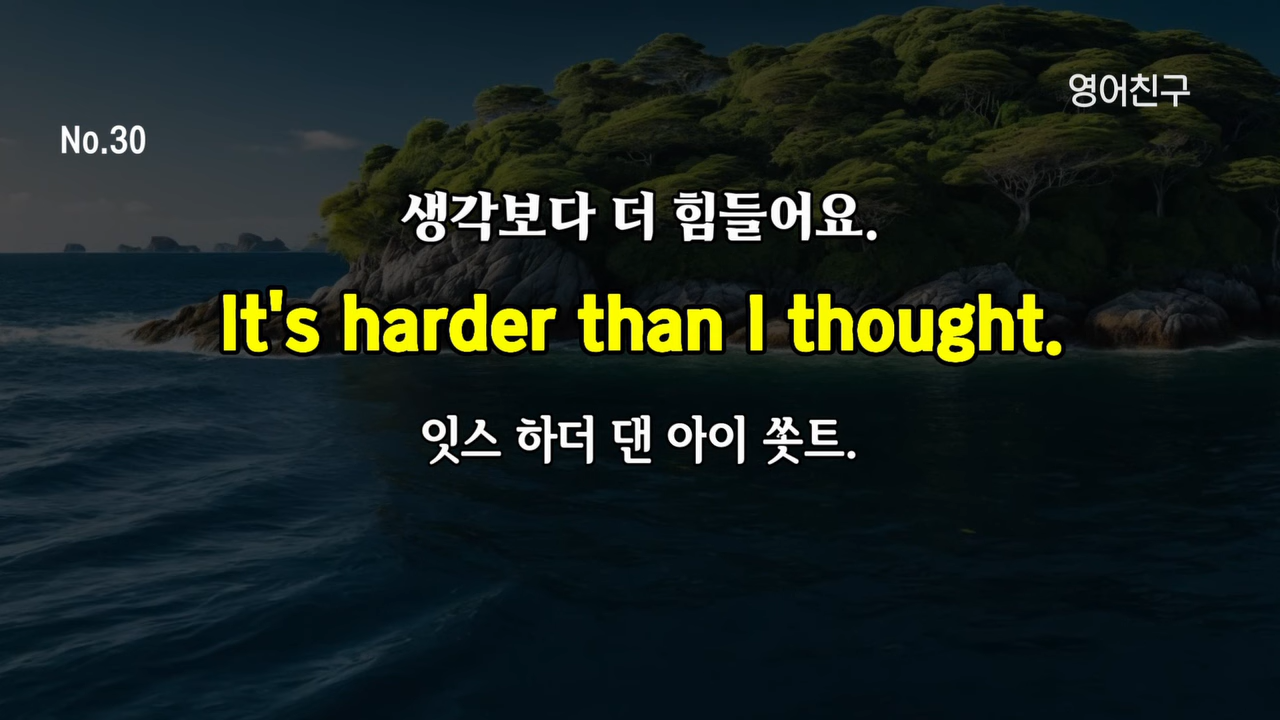 영어친구
No.30
생각보다 더 힘들어요.
It's harder than I thought.
잇스 하더 댄 아이 쏫트.